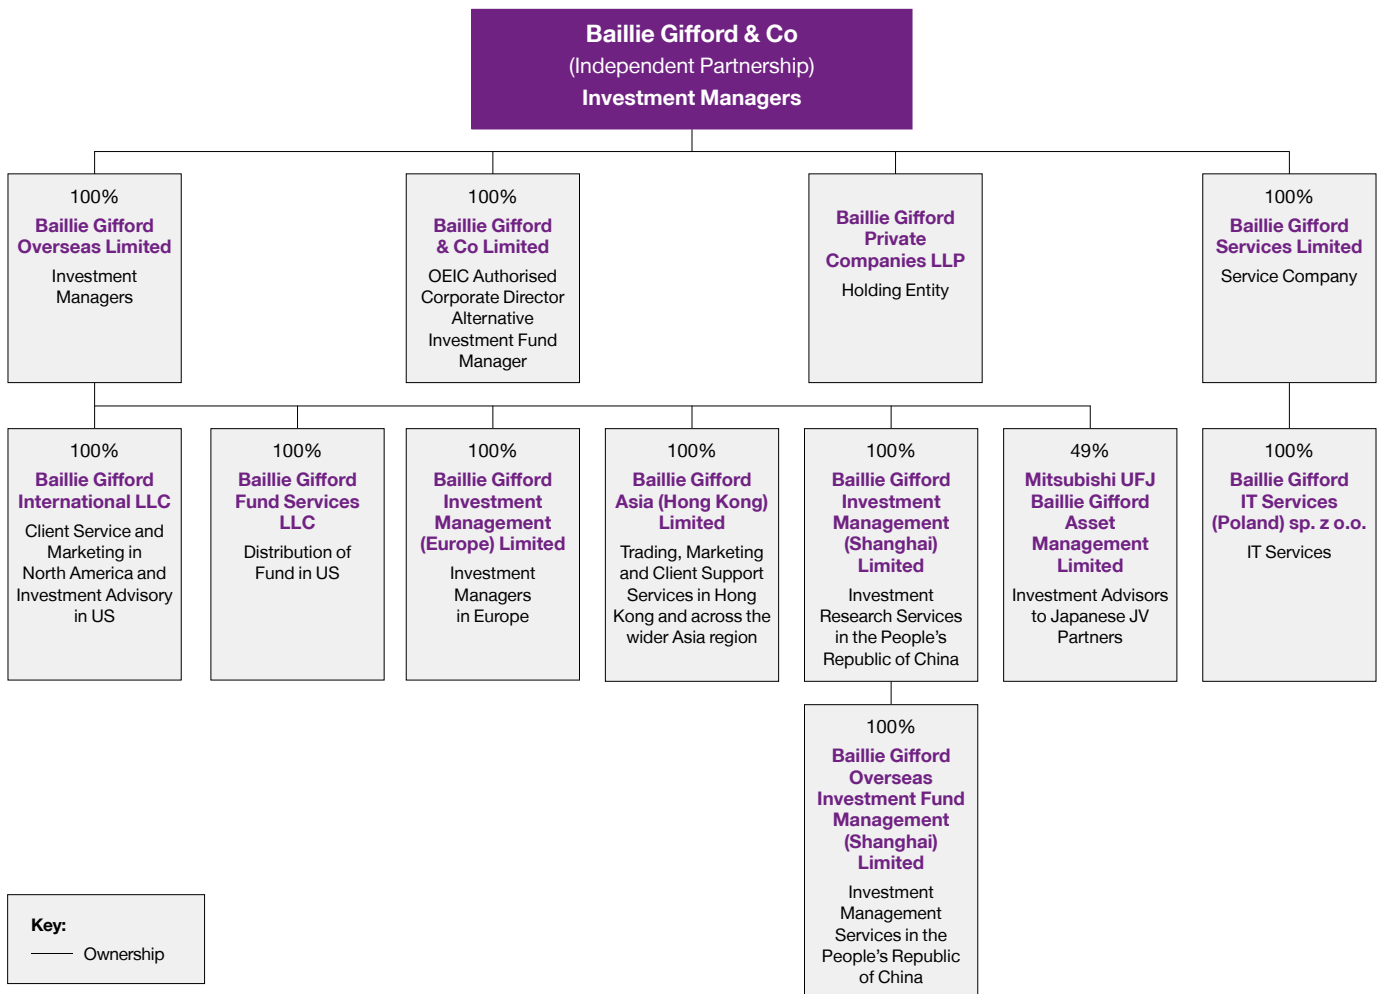 Baillie Gifford & Co
(Independent Partnership)
Investment Managers
100%
Baillie Gifford
Overseas Limited
Investment
Managers
100%
Baillie Gifford
& Co Limited
OEIC Authorised
Corporate Director
Alternative
Investment Fund
Manager
Baillie Gifford
Private
Companies LLP
Holding Entity
100%
Baillie Gifford
Services Limited
Service Company
100%
Baillie Gifford
International LLC
Client Service and
Marketing in
North America and
Investment Advisory
in US
100%
Baillie Gifford
Fund Services
LLC
Distribution of
Fund in US
100%
Baillie Gifford
Investment
Management
(Europe) Limited
Investment
Managers
in Europe
100%
Baillie Gifford
Asia (Hong Kong)
Limited
Trading, Marketing
and Client Support
Services in Hong
Kong and across the
wider Asia region
100%
Baillie Gifford
Investment
Management
(Shanghai)
Limited
Investment
Research Services
in the People’s
Republic of China
49%
Mitsubishi UFJ
Baillie Gifford
Asset
Management
Limited
Investment Advisors
to Japanese JV
Partners
100%
Baillie Gifford
IT Services
(Poland) sp. z o.o.
IT Services
100%
Baillie Gifford
Overseas
Investment Fund
Management
(Shanghai)
Limited
Investment
Management
Services in the
People’s Republic
of China
Key:
Ownership